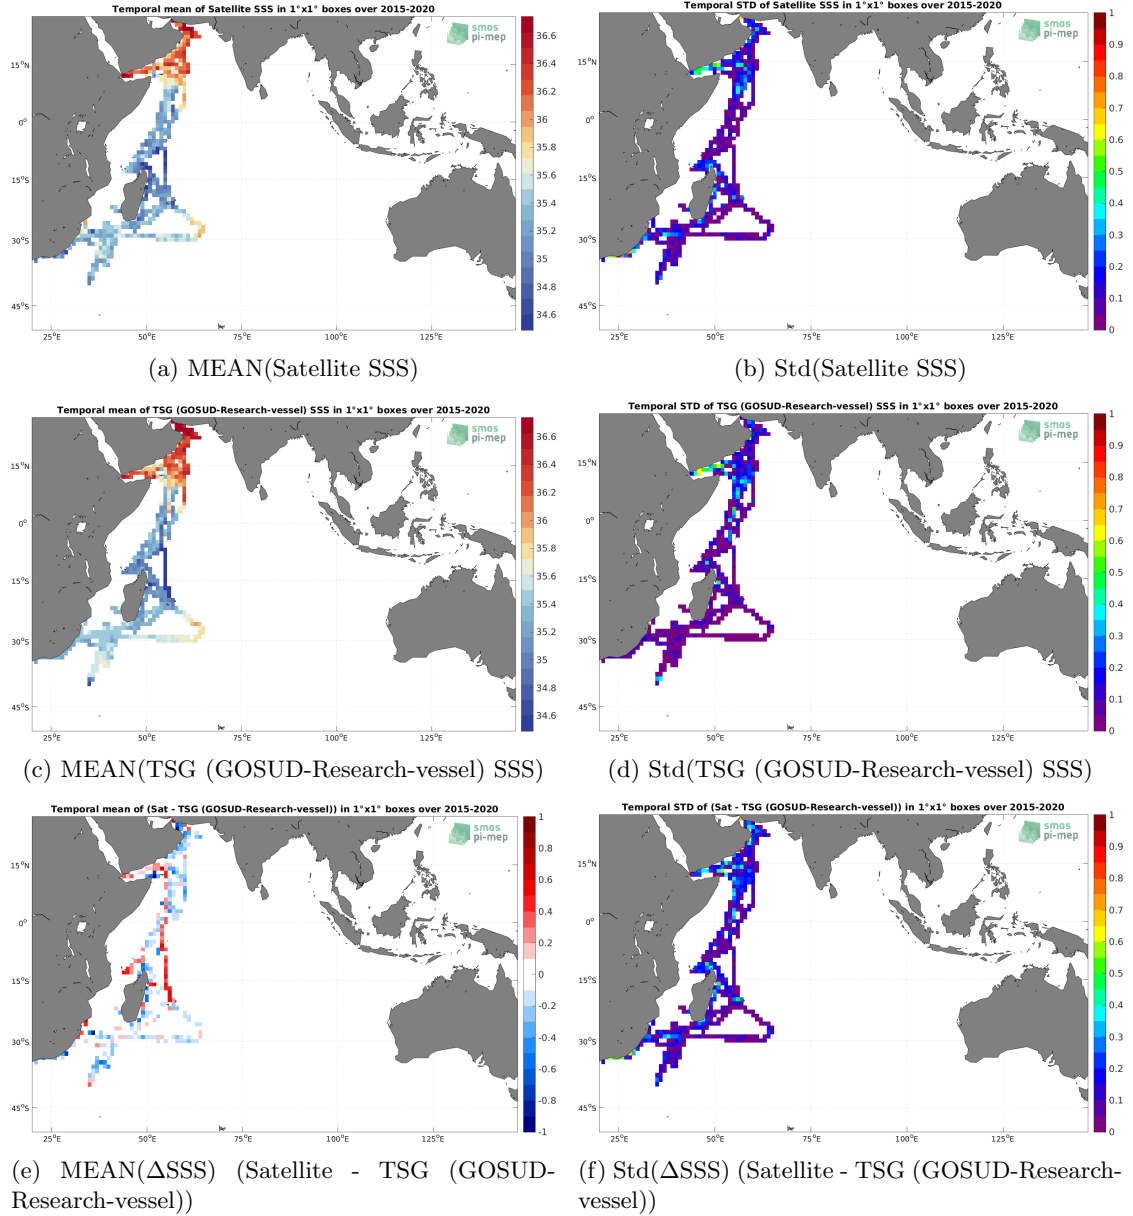 Temporal mean of Satellite SSS in 1°x1° boxes over 2015-2020
smos
pi-mep
15°N
0°
15°S
30°S
45°S
25°E
50°E
75°E
100°E
125°E
36.6
36.4
36.2
36
35.8
35.6
35.4
35.2
35
34.8
34.6
(a) MEAN(Satellite SSS)
Temporal STD of Satellite SSS in 1°x1° boxes over 2015-2020
smos
pi-mep
15°N
0°
15°S
30°S
45°S
25°E
50°E
75°E
100°E
125°E
1
0.9
0.8
0.7
0.6
0.5
0.4
0.3
0.2
0.1
0
(b) Std(Satellite SSS)
Temporal mean of TSG (GOSUD-Research-vessel) SSS in 1°x1° boxes over 2015-2020
smos
pi-mep
15°N
0°
15°S
30°S
45°S
25°E
50°E
75°E
100°E
125°E
36.6
36.4
36.2
36
35.8
35.6
35.4
35.2
35
34.8
34.6
(c) MEAN(TSG (GOSUD-Research-vessel) SSS)
Temporal STD of TSG (GOSUD-Research-vessel) SSS in 1°x1° boxes over 2015-2020
smos
pi-mep
15°N
0°
15°S
30°S
45°S
25°E
50°E
75°E
100°E
125°E
1
0.9
0.8
0.7
0.6
0.5
0.4
0.3
0.2
0.1
0
(d) Std(TSG (GOSUD-Research-vessel) SSS)
Temporal mean of (Sat - TSG (GOSUD-Research-vessel)) in 1°x1° boxes over 2015-2020
smos
pi-mep
15°N
0°
15°S
30°S
45°S
25°E
50°E
75°E
100°E
125°E
1
0.8
0.6
0.4
0.2
0.1
0
-0.1
-0.2
-0.4
-0.6
-0.8
-1
(e) MEAN(ΔSSS) (Satellite - TSG (GOSUD-
Research-vessel))
Temporal STD of (Sat - TSG (GOSUD-Research-vessel)) in 1°x1° boxes over 2015-2020
smos
pi-mep
15°N
0°
15°S
30°S
45°S
25°E
50°E
75°E
100°E
125°E
1
0.9
0.8
0.7
0.6
0.5
0.4
0.3
0.2
0.1
0
(f) Std(ΔSSS) (Satellite - TSG (GOSUD-Research-
vessel))